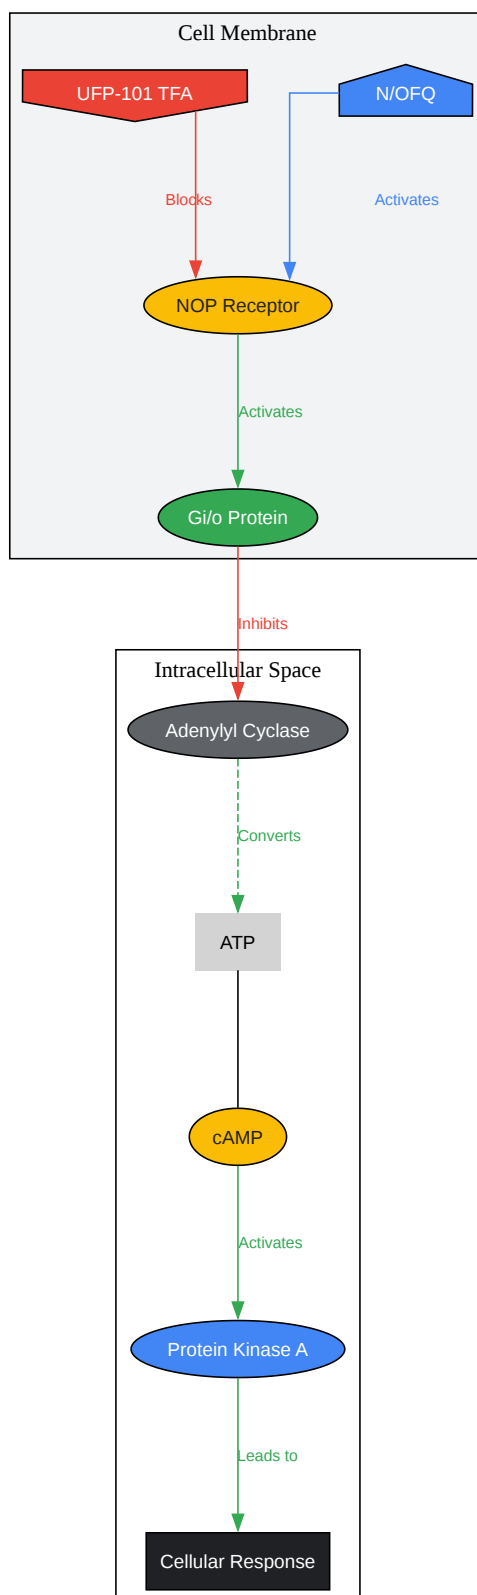 Cell Membrane
UFP-101 TFA
N/OFQ
Blocks
Activates
NOP Receptor
Activates
Gi/o Protein
Inhibits
Intracellular Space
Adenylyl Cyclase
Converts
ATP
cAMP
Activates
Protein Kinase A
Leads to
Cellular Response